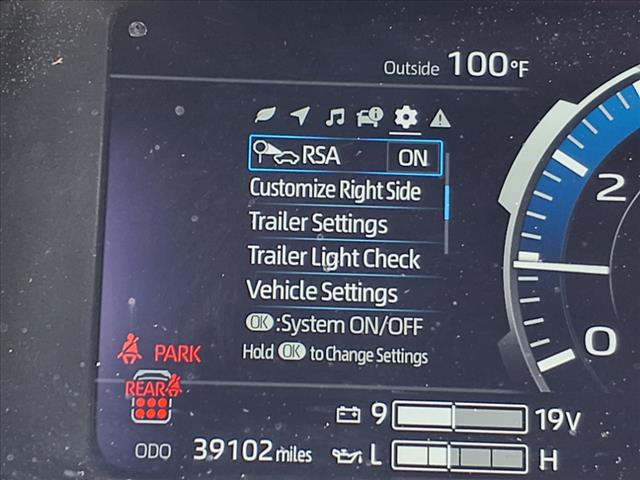 Outside 100°F
RSA ON
Customize Right Side
Trailer Settings
Trailer Light Check
Vehicle Settings
OK :System ON/OFF
Hold OK to Change Settings
PARK
REAR
2
0
9 19V
ODO 39102 miles
L H